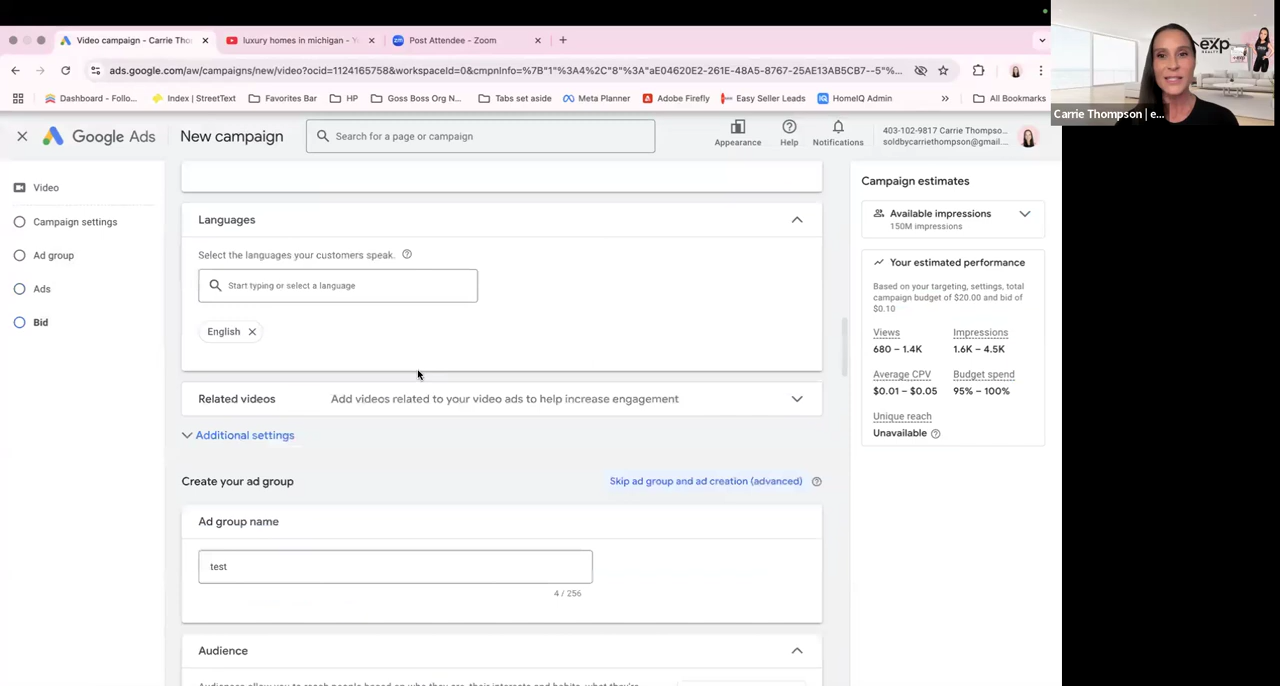 Video campaign - Carrie Tho
luxury homes in michigan - Y
Post Attendee - Zoom
ads.google.com/aw/campaigns/new/video?ocid=1124165758&workspaceId=0&cmpnInfo=%7B"1"%3A4%2C"8"%3A"aE04620E2-261E-48A5-8767-25AE13AB5CB7--5"%...
Dashboard - Follo...
Index | StreetText
Favorites Bar
HP
Goss Boss Org N...
Tabs set aside
Meta Planner
Adobe Firefly
Easy Seller Leads
HomeIQ Admin
»
All Bookmarks
exp
REALTY
Carrie Thompson | e...
Google Ads
New campaign
Search for a page or campaign
Appearance
Help
Notifications
403-102-9817 Carrie Thompso...
soldbycarriethompson@gmail....
Video
Campaign settings
Ad group
Ads
Bid
Languages
Select the languages your customers speak.
Start typing or select a language
English
Related videos
Add videos related to your video ads to help increase engagement
Additional settings
Create your ad group
Skip ad group and ad creation (advanced)
Ad group name
test
4 / 256
Audience
Campaign estimates
Available impressions
150M impressions
Your estimated performance
Based on your targeting, settings, total
campaign budget of $20.00 and bid of
$0.10
Views
Impressions
680 – 1.4K
1.6K – 4.5K
Average CPV
Budget spend
$0.01 – $0.05
95% – 100%
Unique reach
Unavailable